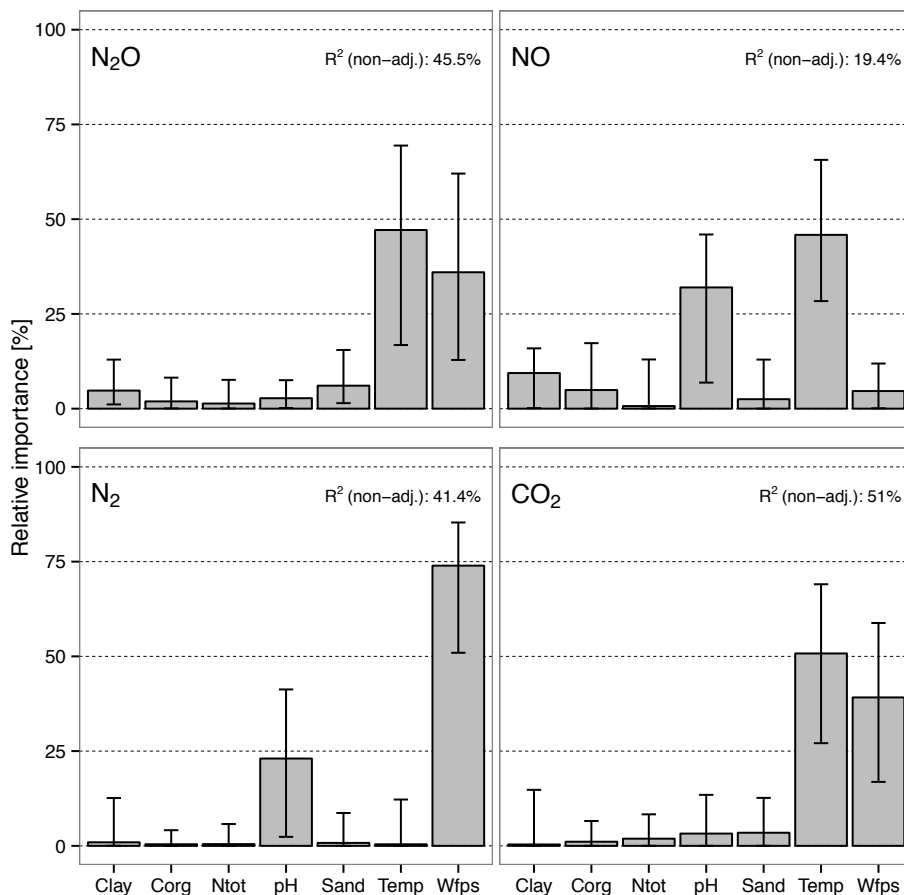 Relative importance [%]
N₂O
R² (non−adj.): 45.5%
100
75
50
25
0
NO
R² (non−adj.): 19.4%
N₂
R² (non−adj.): 41.4%
100
75
50
25
0
CO₂
R² (non−adj.): 51%
Clay Corg Ntot pH Sand Temp Wfps
Clay Corg Ntot pH Sand Temp Wfps